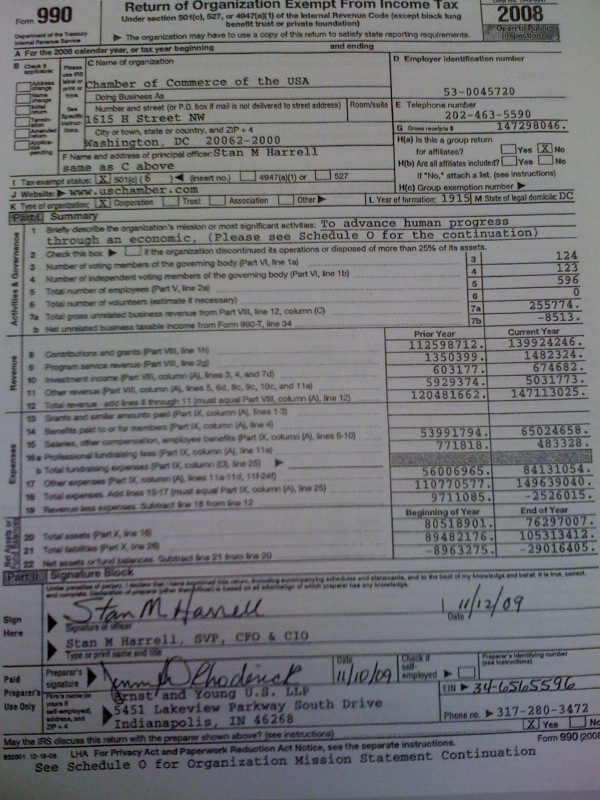 Form 990
Return of Organization Exempt From Income Tax
Under section 501(c), 527, or 4947(a)(1) of the Internal Revenue Code (except black lung
benefit trust or private foundation)
2008
Open to Public
Inspection
Department of the Treasury
Internal Revenue Service
▶ The organization may have to use a copy of this return to satisfy state reporting requirements.
A For the 2008 calendar year, or tax year beginning and ending
B Check if applicable:
Address change
Name change
Initial return
Termination
Amended return
Application pending
Please use IRS label or print or type. See Specific Instructions.
C Name of organization
Chamber of Commerce of the USA
Doing Business As
Number and street (or P.O. box if mail is not delivered to street address) Room/suite
1615 H Street NW
City or town, state or country, and ZIP + 4
Washington, DC 20062-2000
D Employer identification number
53-0045720
E Telephone number
202-463-5590
G Gross receipts $ 147298046.
F Name and address of principal officer: Stan M Harrell
same as C above
H(a) Is this a group return
for affiliates? Yes X No
H(b) Are all affiliates included? Yes No
If "No," attach a list. (see instructions)
H(c) Group exemption number ▶
I Tax-exempt status: X 501(c) ( 6 ) ◀ (insert no.) 4947(a)(1) or 527
J Website: ▶ www.uschamber.com
K Type of organization: X Corporation Trust Association Other ▶
L Year of formation: 1915 M State of legal domicile: DC
Part I Summary
Activities & Governance
1 Briefly describe the organization's mission or most significant activities: To advance human progress
through an economic, (Please see Schedule O for the continuation)
2 Check this box ▶ if the organization discontinued its operations or disposed of more than 25% of its assets.
3 Number of voting members of the governing body (Part VI, line 1a) 3 124
4 Number of independent voting members of the governing body (Part VI, line 1b) 4 123
5 Total number of employees (Part V, line 2a) 5 596
6 Total number of volunteers (estimate if necessary) 6 0
7a Total gross unrelated business revenue from Part VIII, line 12, column (C) 7a 255774.
b Net unrelated business taxable income from Form 990-T, line 34 7b -8513.
Prior Year Current Year
Revenue
8 Contributions and grants (Part VIII, line 1h) 112598712. 139924246.
9 Program service revenue (Part VIII, line 2g) 1350399. 1482324.
10 Investment income (Part VIII, column (A), lines 3, 4, and 7d) 603177. 674682.
11 Other revenue (Part VIII, column (A), lines 5, 6d, 8c, 9c, 10c, and 11e) 5929374. 5031773.
12 Total revenue - add lines 8 through 11 (must equal Part VIII, column (A), line 12) 120481662. 147113025.
Expenses
13 Grants and similar amounts paid (Part IX, column (A), lines 1-3)
14 Benefits paid to or for members (Part IX, column (A), line 4)
15 Salaries, other compensation, employee benefits (Part IX, column (A), lines 5-10) 53991794. 65024658.
16a Professional fundraising fees (Part IX, column (A), line 11e) 771818. 483328.
b Total fundraising expenses (Part IX, column (D), line 25) ▶
17 Other expenses (Part IX, column (A), lines 11a-11d, 11f-24f) 56006965. 84131054.
18 Total expenses. Add lines 13-17 (must equal Part IX, column (A), line 25) 110770577. 149639040.
19 Revenue less expenses. Subtract line 18 from line 12 9711085. -2526015.
Net Assets or Fund Balances
Beginning of Year End of Year
20 Total assets (Part X, line 16) 80518901. 76297007.
21 Total liabilities (Part X, line 26) 89482176. 105313412.
22 Net assets or fund balances. Subtract line 21 from line 20 -8963275. -29016405.
Part II Signature Block
Under penalties of perjury, I declare that I have examined this return, including accompanying schedules and statements, and to the best of my knowledge and belief, it is true, correct,
and complete. Declaration of preparer (other than officer) is based on all information of which preparer has any knowledge.
Sign Here
Stan M Harrell 11/12/09
Signature of officer Date
Stan M Harrell, SVP, CFO & CIO
Type or print name and title
Paid Preparer's Use Only
Preparer's signature Rhoderick
Date 11/10/09
Check if self-employed ▶
Preparer's identifying number (see instructions)
Firm's name (or yours if self-employed), address, and ZIP + 4
Ernst and Young U.S. LLP
5451 Lakeview Parkway South Drive
Indianapolis, IN 46268
EIN ▶ 34-6565596
Phone no. ▶ 317-280-3472
May the IRS discuss this return with the preparer shown above? (see instructions) X Yes No
832001 12-18-08 LHA For Privacy Act and Paperwork Reduction Act Notice, see the separate instructions. Form 990 (2008
See Schedule O for Organization Mission Statement Continuation